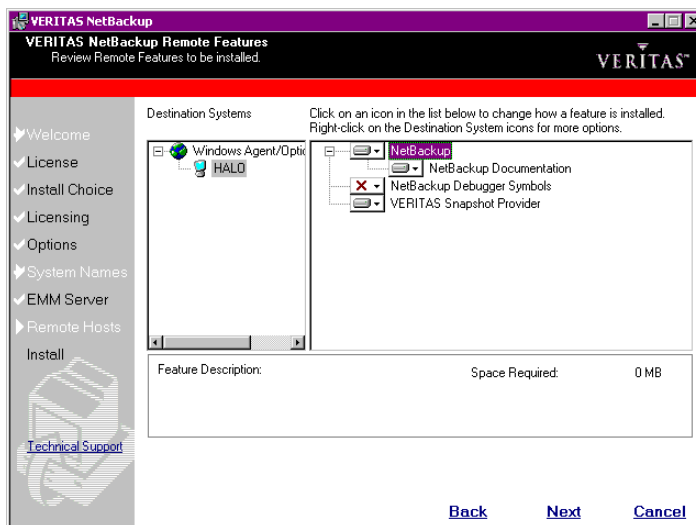 VERITAS NetBackup
VERITAS NetBackup Remote Features
Review Remote Features to be installed.
VERITAS™
Welcome
License
Install Choice
Licensing
Options
System Names
EMM Server
Remote Hosts
Install
Technical Support
Destination Systems
Windows Agent/Optic
HALO
Click on an icon in the list below to change how a feature is installed.
Right-click on the Destination System icons for more options.
NetBackup
NetBackup Documentation
NetBackup Debugger Symbols
VERITAS Snapshot Provider
Feature Description:
Space Required: 0 MB
Back Next Cancel